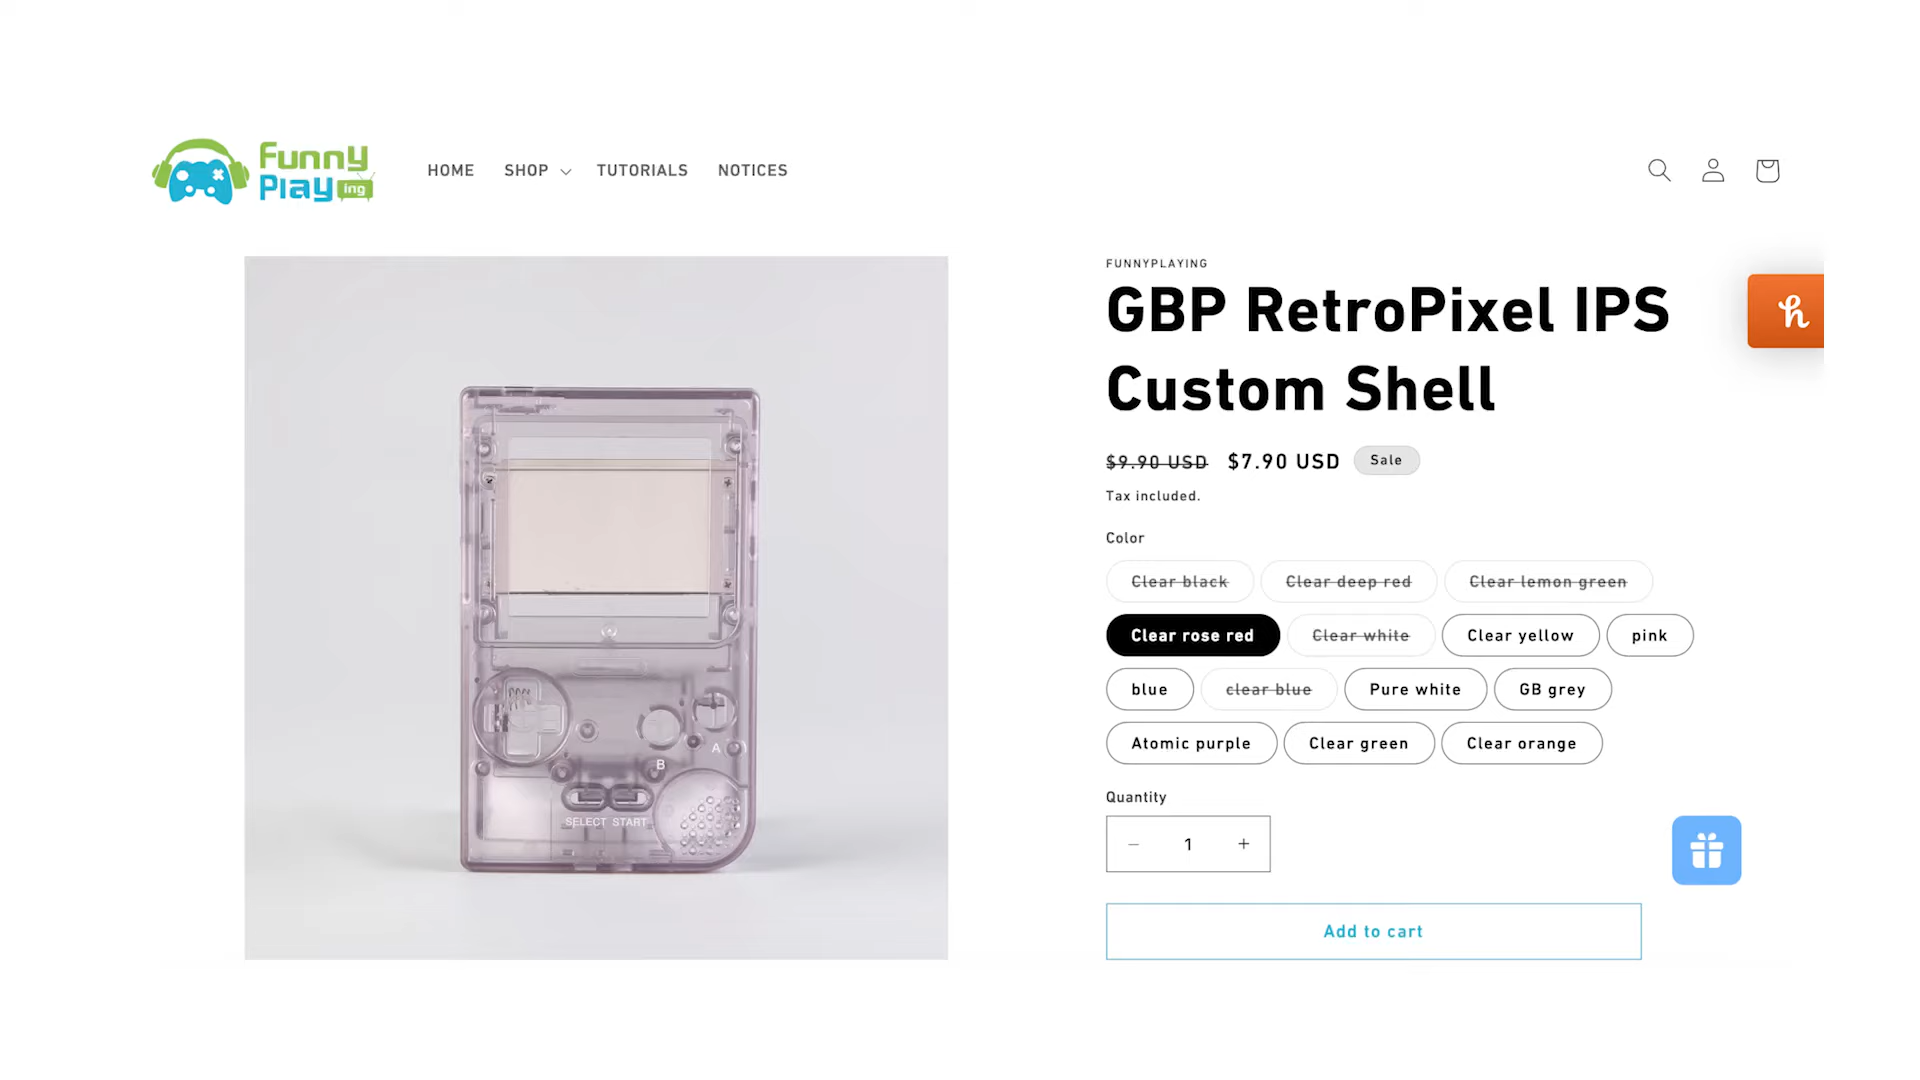 Funny
Play ing
HOME SHOP TUTORIALS NOTICES
FUNNYPLAYING
GBP RetroPixel IPS
Custom Shell
$9.90 USD $7.90 USD Sale
Tax included.
Color
Clear black Clear deep red Clear lemon green
Clear rose red Clear white Clear yellow pink
blue clear blue Pure white GB grey
Atomic purple Clear green Clear orange
Quantity
1
Add to cart
A
B
SELECT START
h